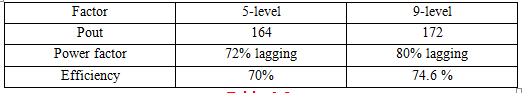 Factor 5-level 9-level
Pout 164 172
Power factor 72% lagging 80% lagging
Efficiency 70% 74.6 %